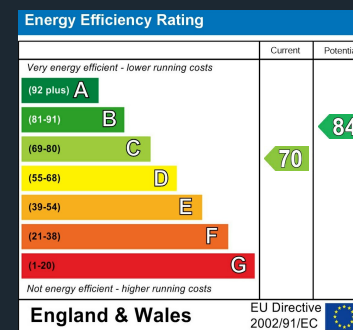 Energy Efficiency Rating
Current Potentia
Very energy efficient - lower running costs
(92 plus) A
(81-91) B
84
(69-80) C
70
(55-68) D
(39-54) E
(21-38) F
(1-20) G
Not energy efficient - higher running costs
England & Wales
EU Directive
2002/91/EC